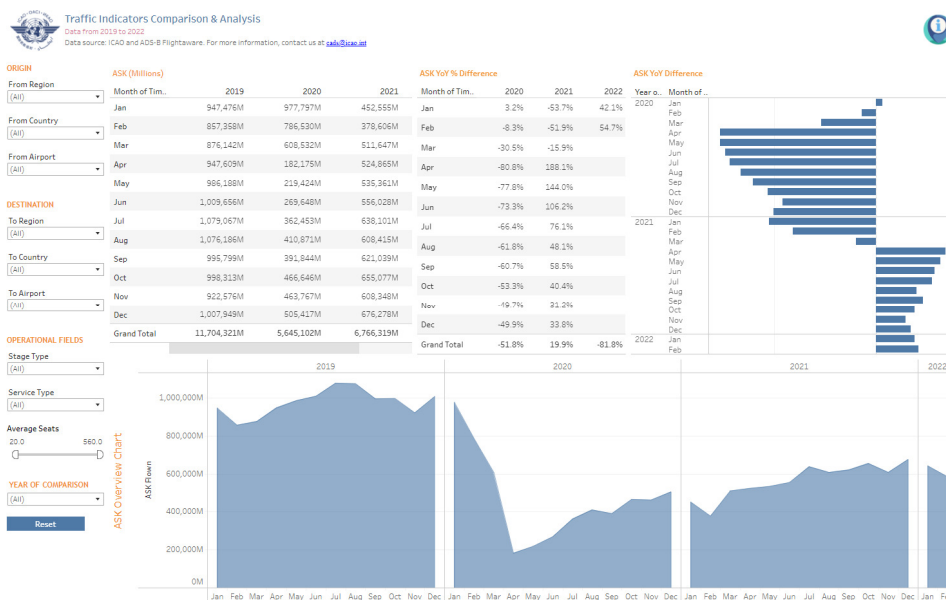 Traffic Indicators Comparison & Analysis
Data from 2019 to 2022
Data source: ICAO and ADS-B Flightaware. For more information, contact us at cads@icao.int
ORIGIN
From Region
(All)
From Country
(All)
From Airport
(All)
DESTINATION
To Region
(All)
To Country
(All)
To Airport
(All)
OPERATIONAL FIELDS
Stage Type
(All)
Service Type
(All)
Average Seats
20.0 560.0
YEAR OF COMPARISON
(All)
Reset
ASK (Millions)
Month of Tim.. 2019 2020 2021
Jan 947,476M 977,797M 452,555M
Feb 857,358M 786,530M 378,606M
Mar 876,142M 608,532M 511,647M
Apr 947,609M 182,175M 524,865M
May 986,188M 219,424M 535,361M
Jun 1,009,656M 269,648M 556,028M
Jul 1,079,067M 362,453M 638,101M
Aug 1,076,186M 410,871M 608,415M
Sep 995,799M 391,844M 621,039M
Oct 998,313M 466,646M 655,077M
Nov 922,576M 463,767M 608,348M
Dec 1,007,949M 505,417M 676,278M
Grand Total 11,704,321M 5,645,102M 6,766,319M
ASK YoY % Difference
Month of Tim.. 2020 2021 2022
Jan 3.2% -53.7% 42.1%
Feb -8.3% -51.9% 54.7%
Mar -30.5% -15.9%
Apr -80.8% 188.1%
May -77.8% 144.0%
Jun -73.3% 106.2%
Jul -66.4% 76.1%
Aug -61.8% 48.1%
Sep -60.7% 58.5%
Oct -53.3% 40.4%
Nov -49.7% 31.2%
Dec -49.9% 33.8%
Grand Total -51.8% 19.9% -81.8%
ASK YoY Difference
Year o.. Month of ..
2020 Jan
Feb
Mar
Apr
May
Jun
Jul
Aug
Sep
Oct
Nov
Dec
2021 Jan
Feb
Mar
Apr
May
Jun
Jul
Aug
Sep
Oct
Nov
Dec
2022 Jan
Feb
ASK Overview Chart
ASK Flown
2019 2020 2021 2022
1,000,000M
800,000M
600,000M
400,000M
200,000M
0M
Jan Feb Mar Apr May Jun Jul Aug Sep Oct Nov Dec Jan Feb Mar Apr May Jun Jul Aug Sep Oct Nov Dec Jan Feb Mar Apr May Jun Jul Aug Sep Oct Nov Dec Jan